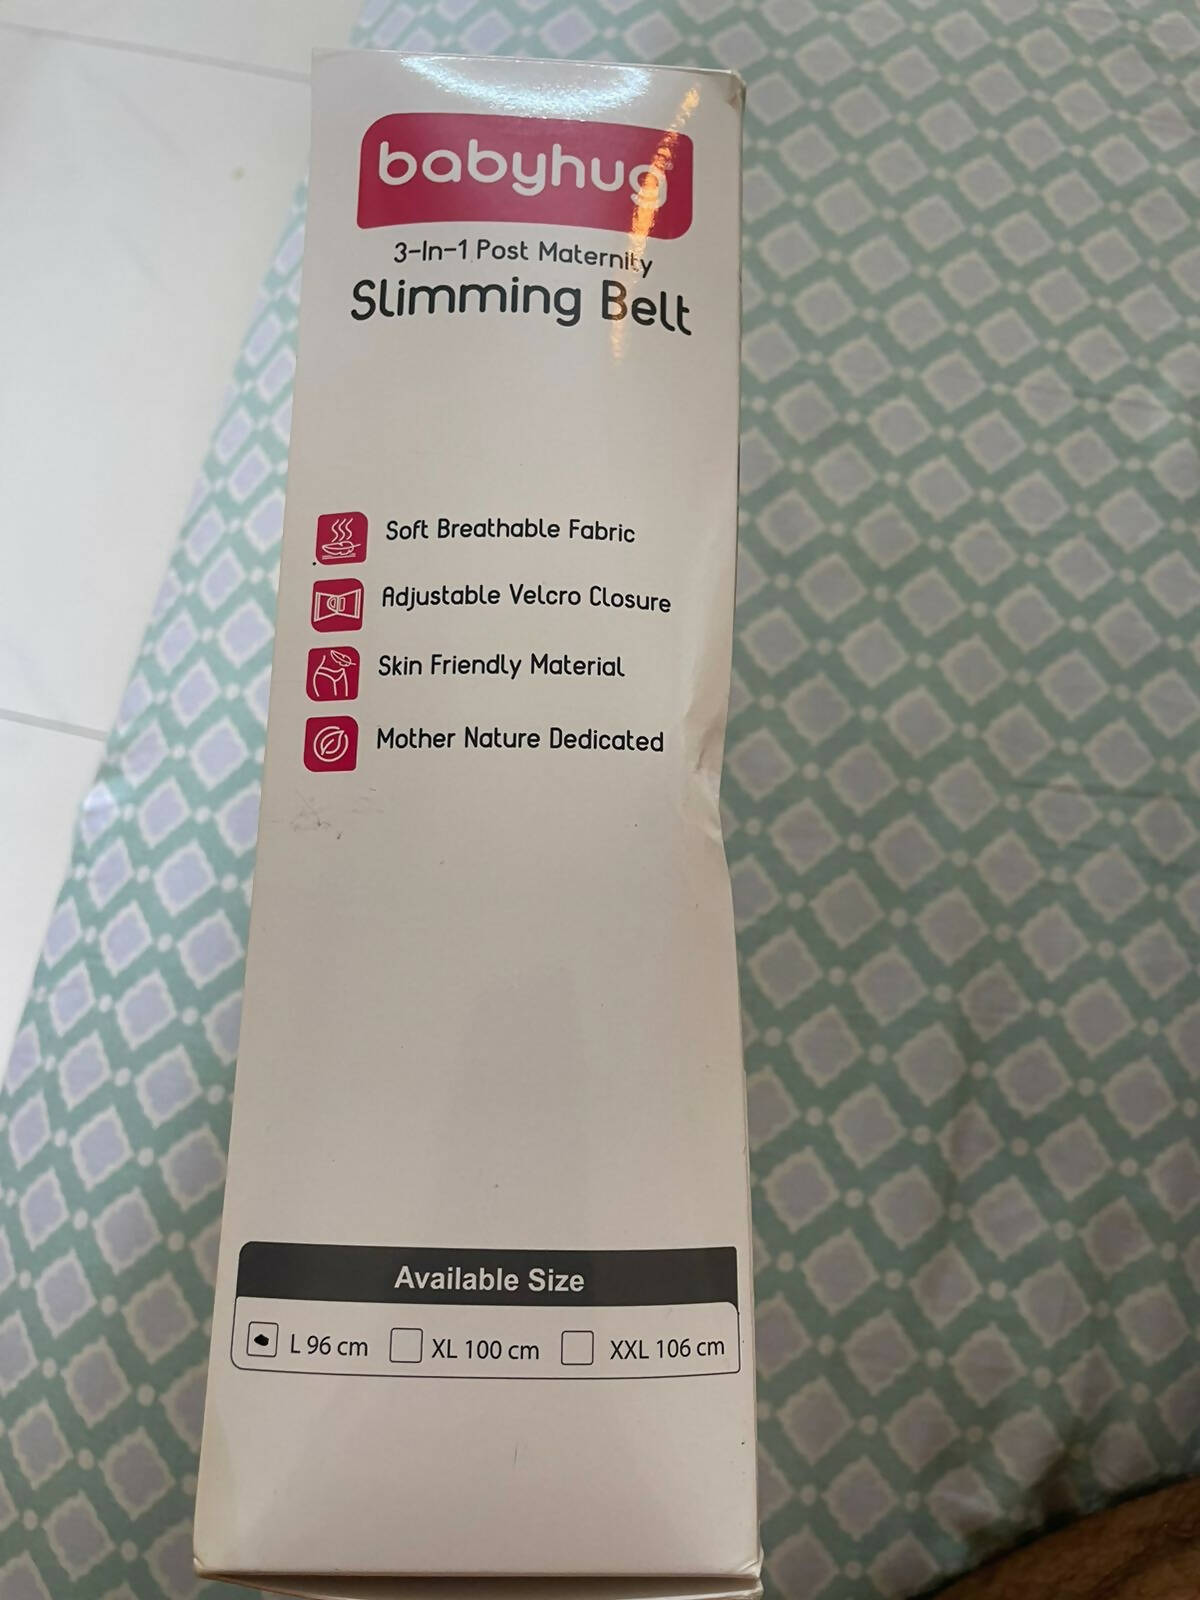 babyhug
3-In-1 Post Maternity
Slimming Belt
Soft Breathable Fabric
Adjustable Velcro Closure
Skin Friendly Material
Mother Nature Dedicated
Available Size
L 96 cm XL 100 cm XXL 106 cm